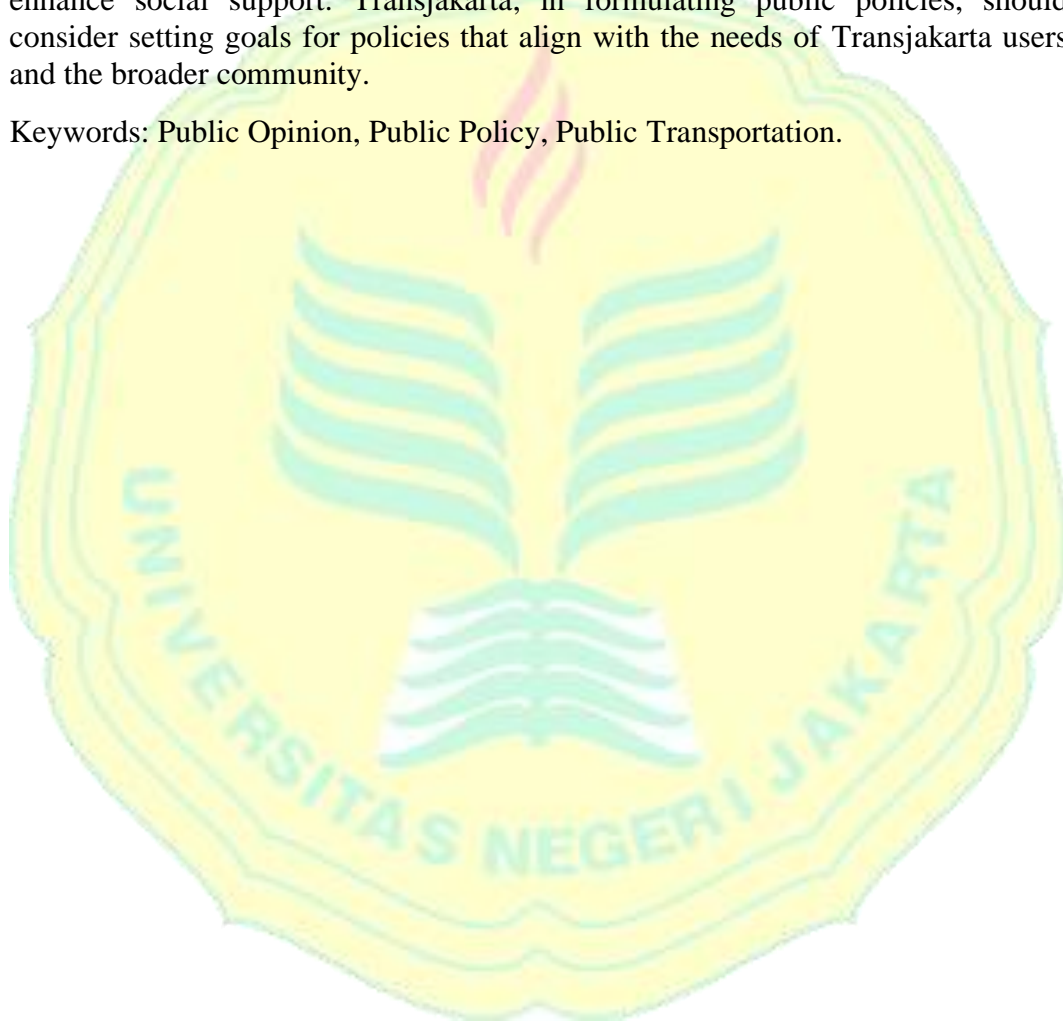 enhance social support. Transjakarta, in formulating public policies, should
consider setting goals for policies that align with the needs of Transjakarta users
and the broader community.
Keywords: Public Opinion, Public Policy, Public Transportation.
UNIVERSITAS NEGERI JAKARTA